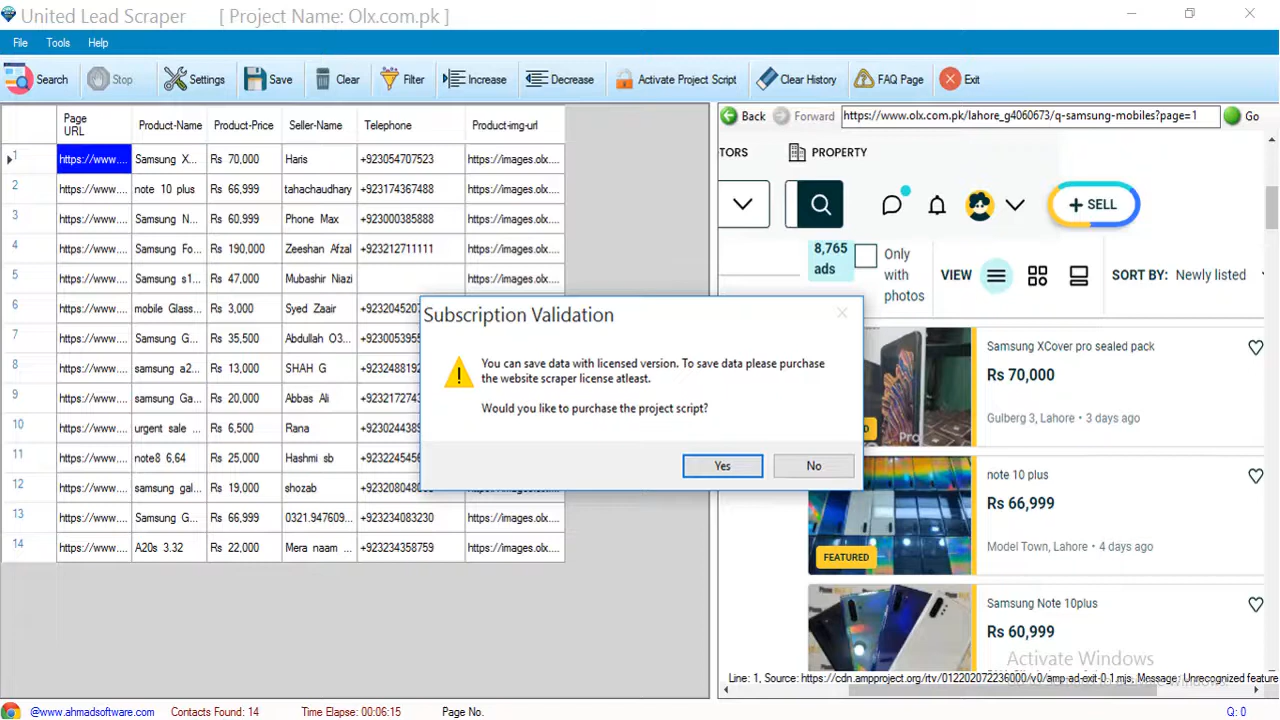 United Lead Scraper [ Project Name: Olx.com.pk ]
File Tools Help
Search Stop Settings Save Clear Filter Increase Decrease Activate Project Script Clear History FAQ Page Exit
Back Forward https://www.olx.com.pk/lahore_g4060673/q-samsung-mobiles?page=1 Go
Page URL Product-Name Product-Price Seller-Name Telephone Product-img-url
1 https://www.... Samsung X... Rs 70,000 Haris +923054707523 https://images.olx....
2 https://www.... note 10 plus Rs 66,999 tahachaudhary +923174367488 https://images.olx....
3 https://www.... Samsung N... Rs 60,999 Phone Max +923000385888 https://images.olx....
4 https://www.... Samsung Fo... Rs 190,000 Zeeshan Afzal +923212711111 https://images.olx....
5 https://www.... Samsung s1... Rs 47,000 Mubashir Niazi https://images.olx....
6 https://www.... mobile Glass... Rs 3,000 Syed Zaair +9232045207
7 https://www.... Samsung G... Rs 35,500 Abdullah O3... +9230053955
8 https://www.... samsung a2... Rs 13,000 SHAH G +9232488192
9 https://www.... samsung Ga... Rs 20,000 Abbas Ali +9232172743
10 https://www.... urgent sale ... Rs 6,500 Rana +9230244389
11 https://www.... note8 6,64 Rs 25,000 Hashmi sb +9232245456
12 https://www.... samsung gal... Rs 19,000 shozab
13 https://www.... Samsung G... Rs 66,999 0321.947609... +923234083230 https://images.olx....
14 https://www.... A20s 3.32 Rs 22,000 Mera naam ... +923234358759 https://images.olx....
Subscription Validation
You can save data with licensed version. To save data please purchase
the website scraper license atleast.
Would you like to purchase the project script?
Yes No
TORS PROPERTY
+ SELL
8,765
ads
Only
with
photos
VIEW
SORT BY: Newly listed
Samsung XCover pro sealed pack
Rs 70,000
Gulberg 3, Lahore • 3 days ago
Pro
note 10 plus
Rs 66,999
Model Town, Lahore • 4 days ago
FEATURED
Samsung Note 10plus
Rs 60,999
Activate Windows
Line: 1, Source: https://cdn.ampproject.org/rtv/012202072236000/v0/amp-ad-exit-0.1.mjs, Message: Unrecognized feature
@www.ahmadsoftware.com Contacts Found: 14 Time Elapse: 00:06:15 Page No. Q: 0